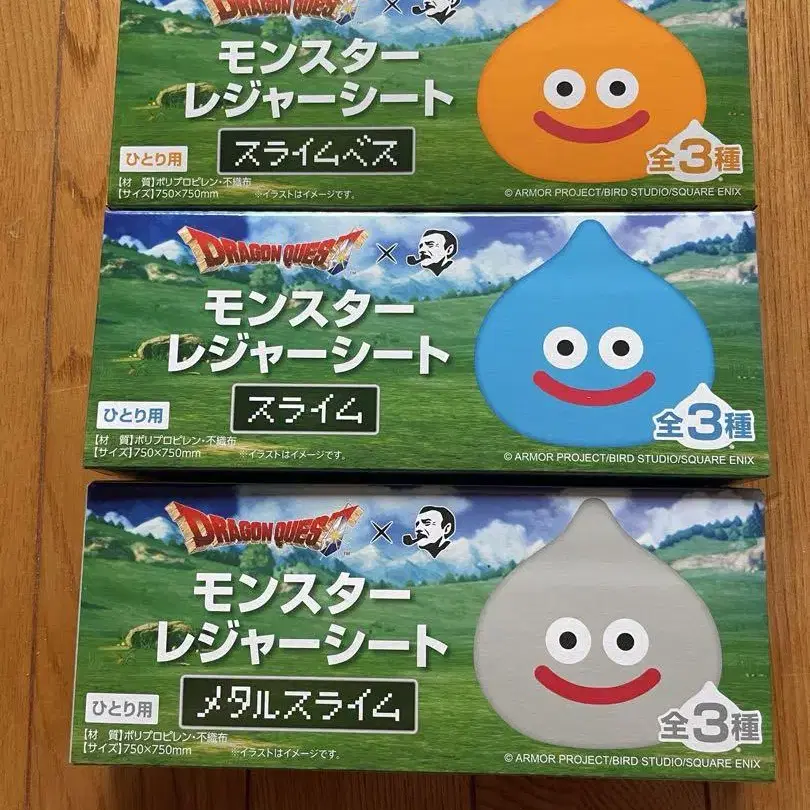 DRAGON QUEST ×
モンスター
レジャーシート
スライムベス
ひとり用
全3種
【材 質】ポリプロピレン・不織布
【サイズ】750×750mm
※イラストはイメージです。
© ARMOR PROJECT/BIRD STUDIO/SQUARE ENIX
DRAGON QUEST ×
モンスター
レジャーシート
スライム
ひとり用
全3種
【材 質】ポリプロピレン・不織布
【サイズ】750×750mm
※イラストはイメージです。
© ARMOR PROJECT/BIRD STUDIO/SQUARE ENIX
DRAGON QUEST ™ ×
モンスター
レジャーシート
メタルスライム
ひとり用
全3種
【材 質】ポリプロピレン・不織布
【サイズ】750×750mm
※イラストはイメージです。
© ARMOR PROJECT/BIRD STUDIO/SQUARE ENIX